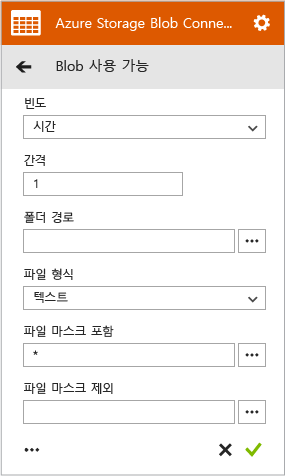 Azure Storage Blob Conne...
Blob 사용 가능
빈도
시간
간격
1
폴더 경로
...
파일 형식
텍스트
파일 마스크 포함
*
...
파일 마스크 제외
...
...